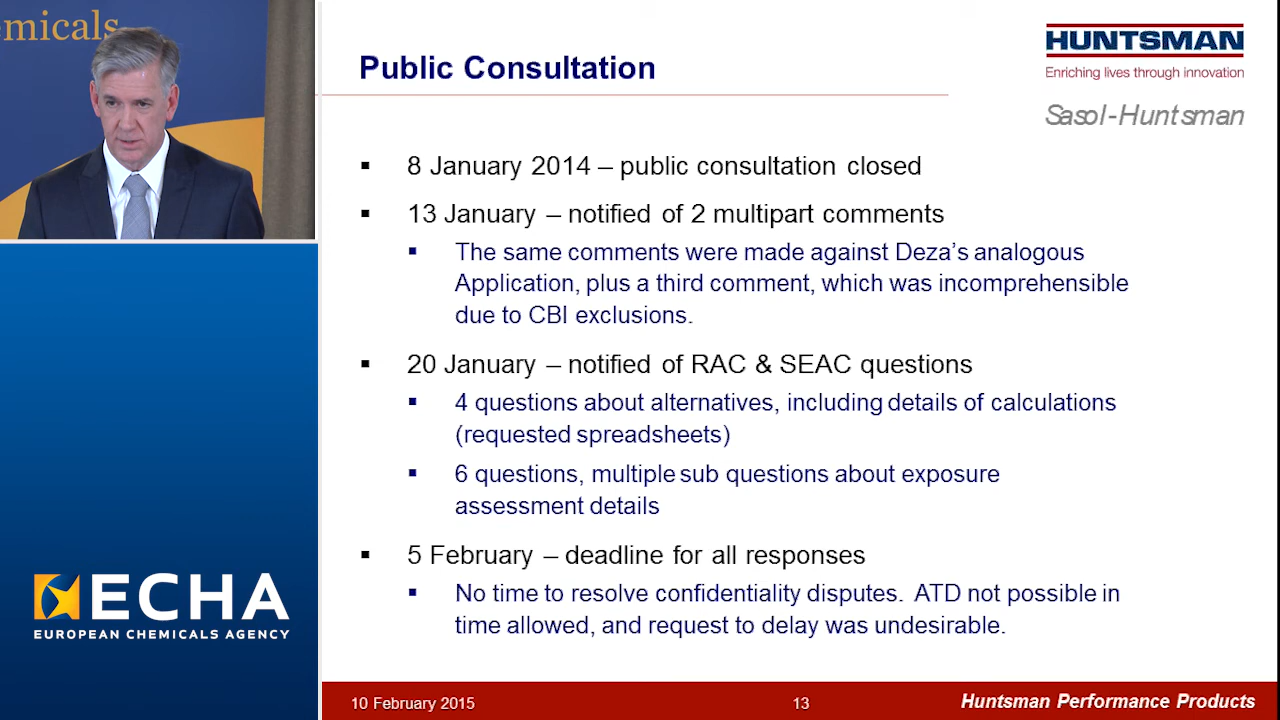 emicals
Public Consultation
HUNTSMAN
Enriching lives through innovation
Sasol-Huntsman
▪ 8 January 2014 – public consultation closed
▪ 13 January – notified of 2 multipart comments
▪ The same comments were made against Deza's analogous
Application, plus a third comment, which was incomprehensible
due to CBI exclusions.
▪ 20 January – notified of RAC & SEAC questions
▪ 4 questions about alternatives, including details of calculations
(requested spreadsheets)
▪ 6 questions, multiple sub questions about exposure
assessment details
▪ 5 February – deadline for all responses
▪ No time to resolve confidentiality disputes. ATD not possible in
time allowed, and request to delay was undesirable.
ECHA
EUROPEAN CHEMICALS AGENCY
10 February 2015
13
Huntsman Performance Products